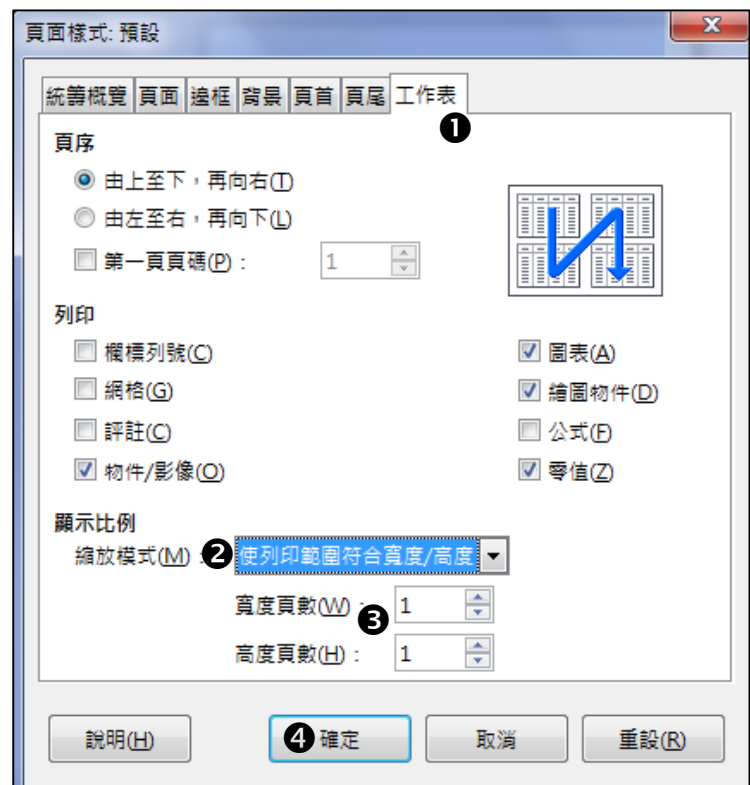 頁面樣式: 預設
統籌概覽 頁面 邊框 背景 頁首 頁尾 工作表
❶
頁序
由上至下，再向右(T)
由左至右，再向下(L)
第一頁頁碼(P)： 1
列印
欄標列號(C) 圖表(A)
網格(G) 繪圖物件(D)
評註(C) 公式(F)
物件/影像(O) 零值(Z)
顯示比例
縮放模式(M)：❷ 使列印範圍符合寬度/高度
寬度頁數(W)：❸ 1
高度頁數(H)： 1
說明(H) ❹ 確定 取消 重設(R)